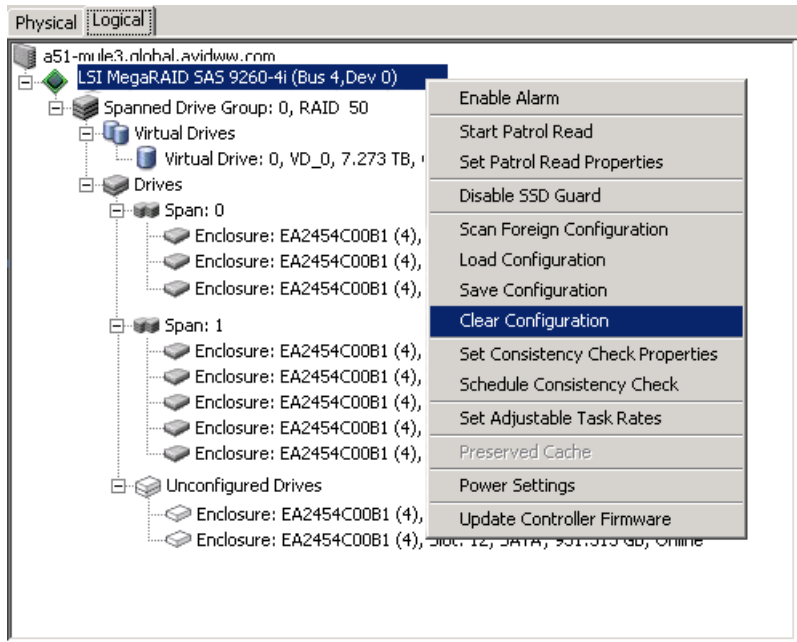 Physical Logical
a51-mule3.global.avidww.com
LSI MegaRAID SAS 9260-4i (Bus 4,Dev 0)
Spanned Drive Group: 0, RAID 50
Virtual Drives
Virtual Drive: 0, VD_0, 7.273 TB,
Drives
Span: 0
Enclosure: EA2454C00B1 (4),
Enclosure: EA2454C00B1 (4),
Enclosure: EA2454C00B1 (4),
Span: 1
Enclosure: EA2454C00B1 (4),
Enclosure: EA2454C00B1 (4),
Enclosure: EA2454C00B1 (4),
Enclosure: EA2454C00B1 (4),
Enclosure: EA2454C00B1 (4),
Unconfigured Drives
Enclosure: EA2454C00B1 (4),
Enclosure: EA2454C00B1 (4), Slot: 12, SATA, 931.513 GB, Online
Enable Alarm
Start Patrol Read
Set Patrol Read Properties
Disable SSD Guard
Scan Foreign Configuration
Load Configuration
Save Configuration
Clear Configuration
Set Consistency Check Properties
Schedule Consistency Check
Set Adjustable Task Rates
Preserved Cache
Power Settings
Update Controller Firmware